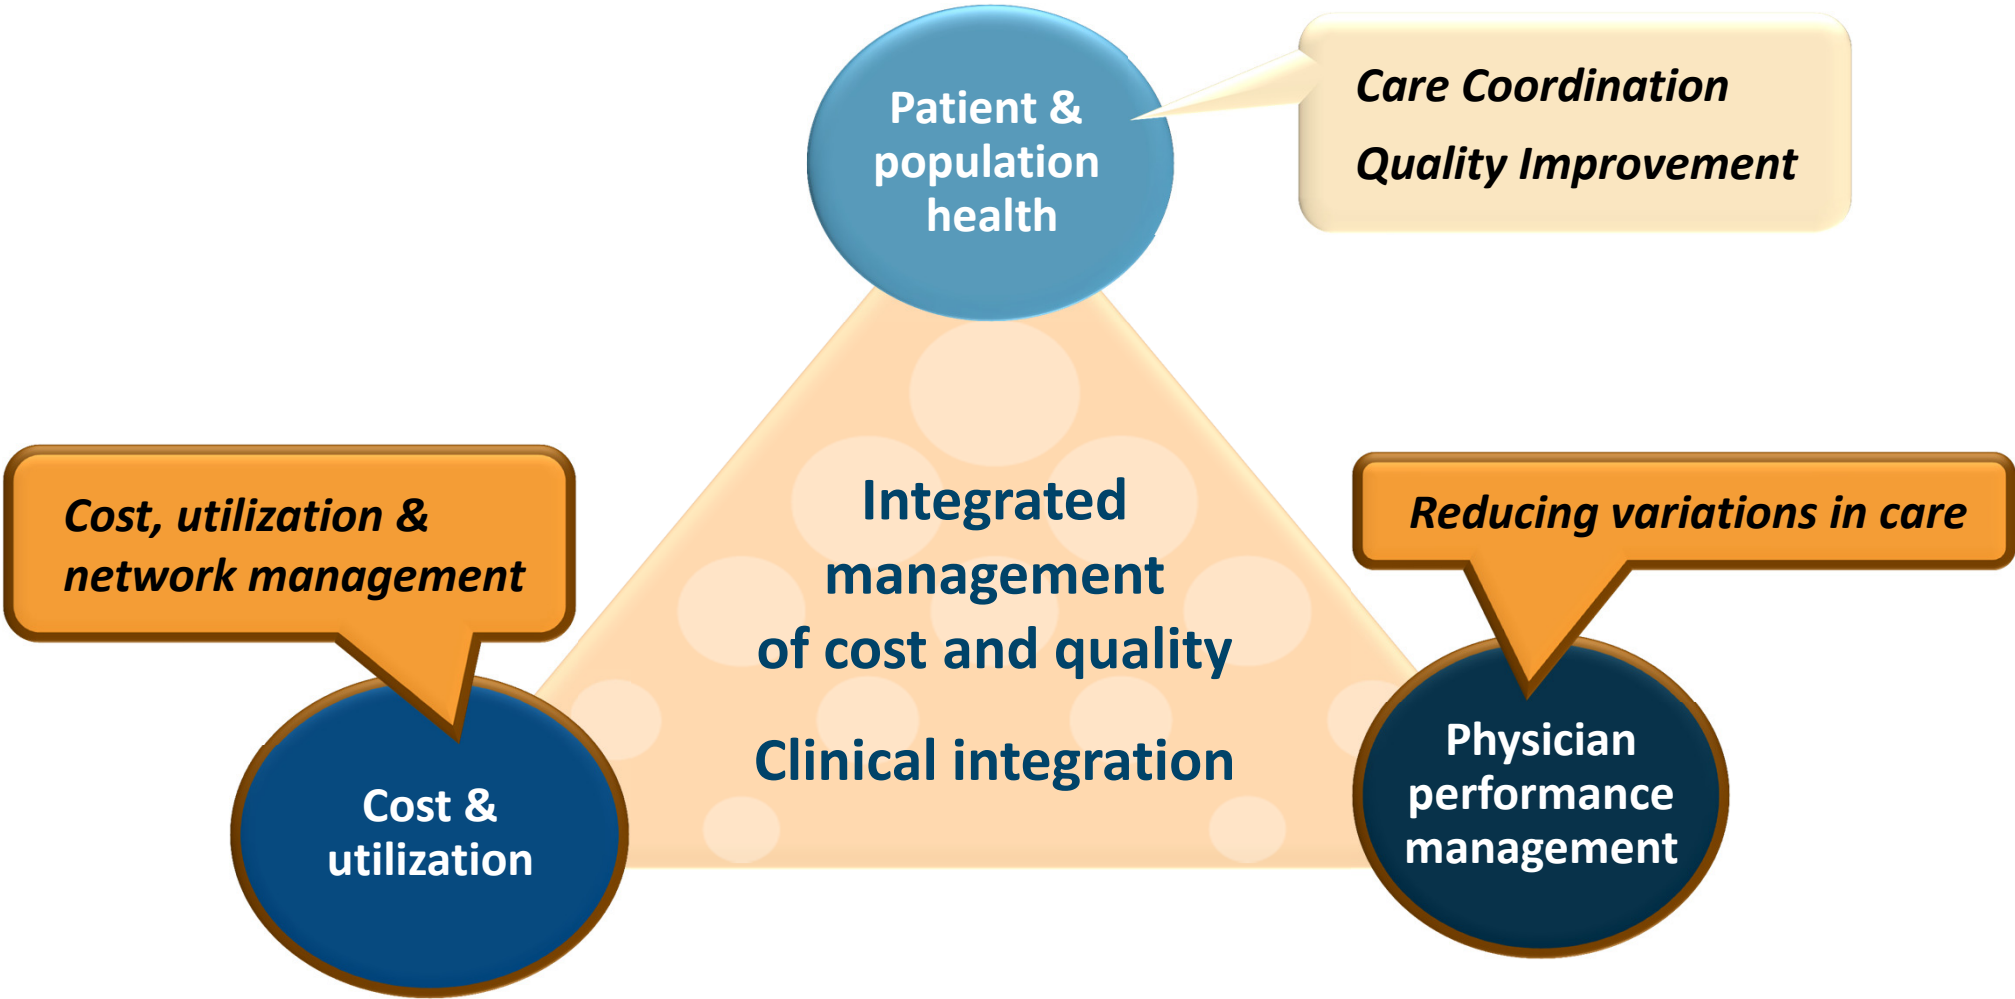 Patient &
population
health
Care Coordination
Quality Improvement
Cost, utilization &
network management
Integrated
management
of cost and quality
Clinical integration
Reducing variations in care
Cost &
utilization
Physician
performance
management